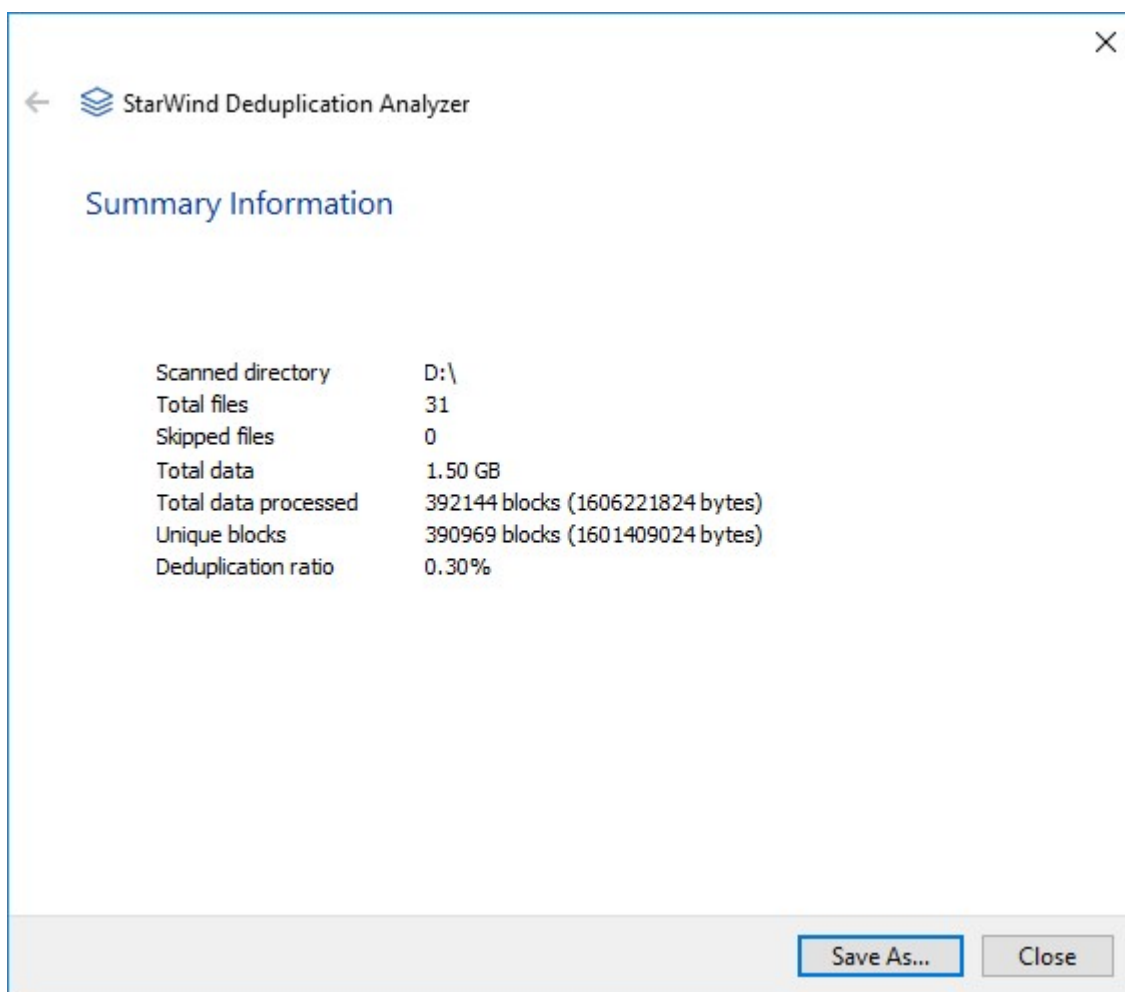 StarWind Deduplication Analyzer
Summary Information
Scanned directory D:\
Total files 31
Skipped files 0
Total data 1.50 GB
Total data processed 392144 blocks (1606221824 bytes)
Unique blocks 390969 blocks (1601409024 bytes)
Deduplication ratio 0.30%
Save As... Close